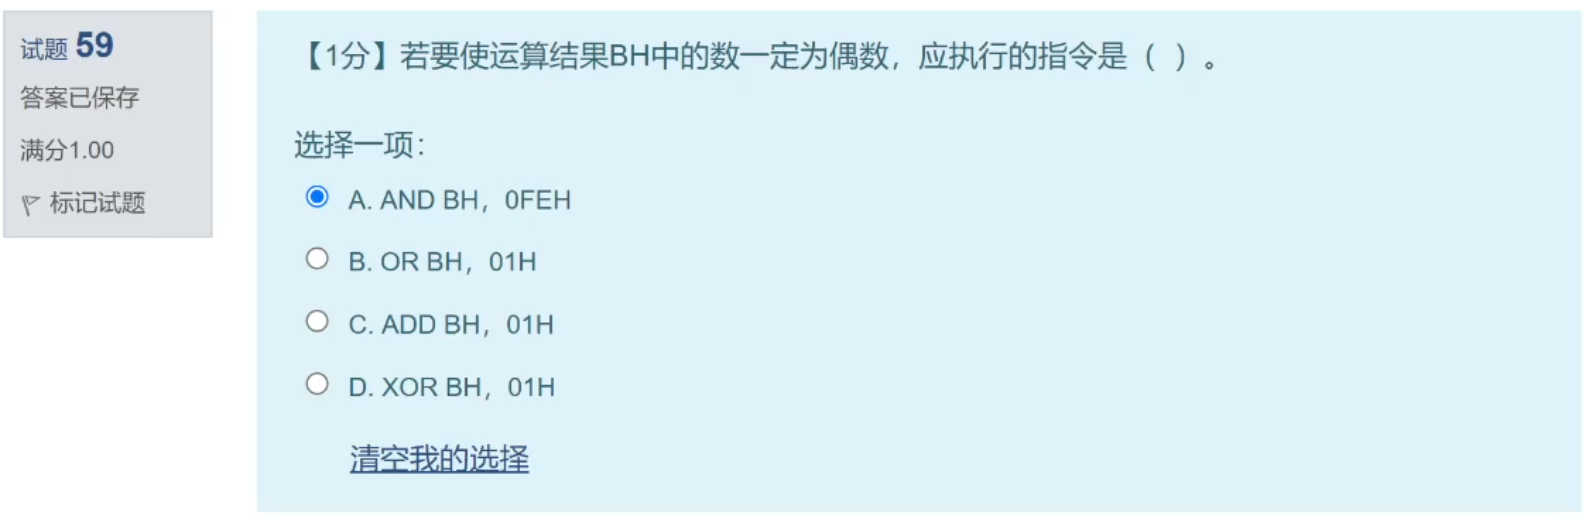 试题 59
答案已保存
满分1.00
标记试题
【1分】若要使运算结果BH中的数一定为偶数，应执行的指令是（ ）。
选择一项：
A. AND BH，0FEH
B. OR BH，01H
C. ADD BH，01H
D. XOR BH，01H
清空我的选择